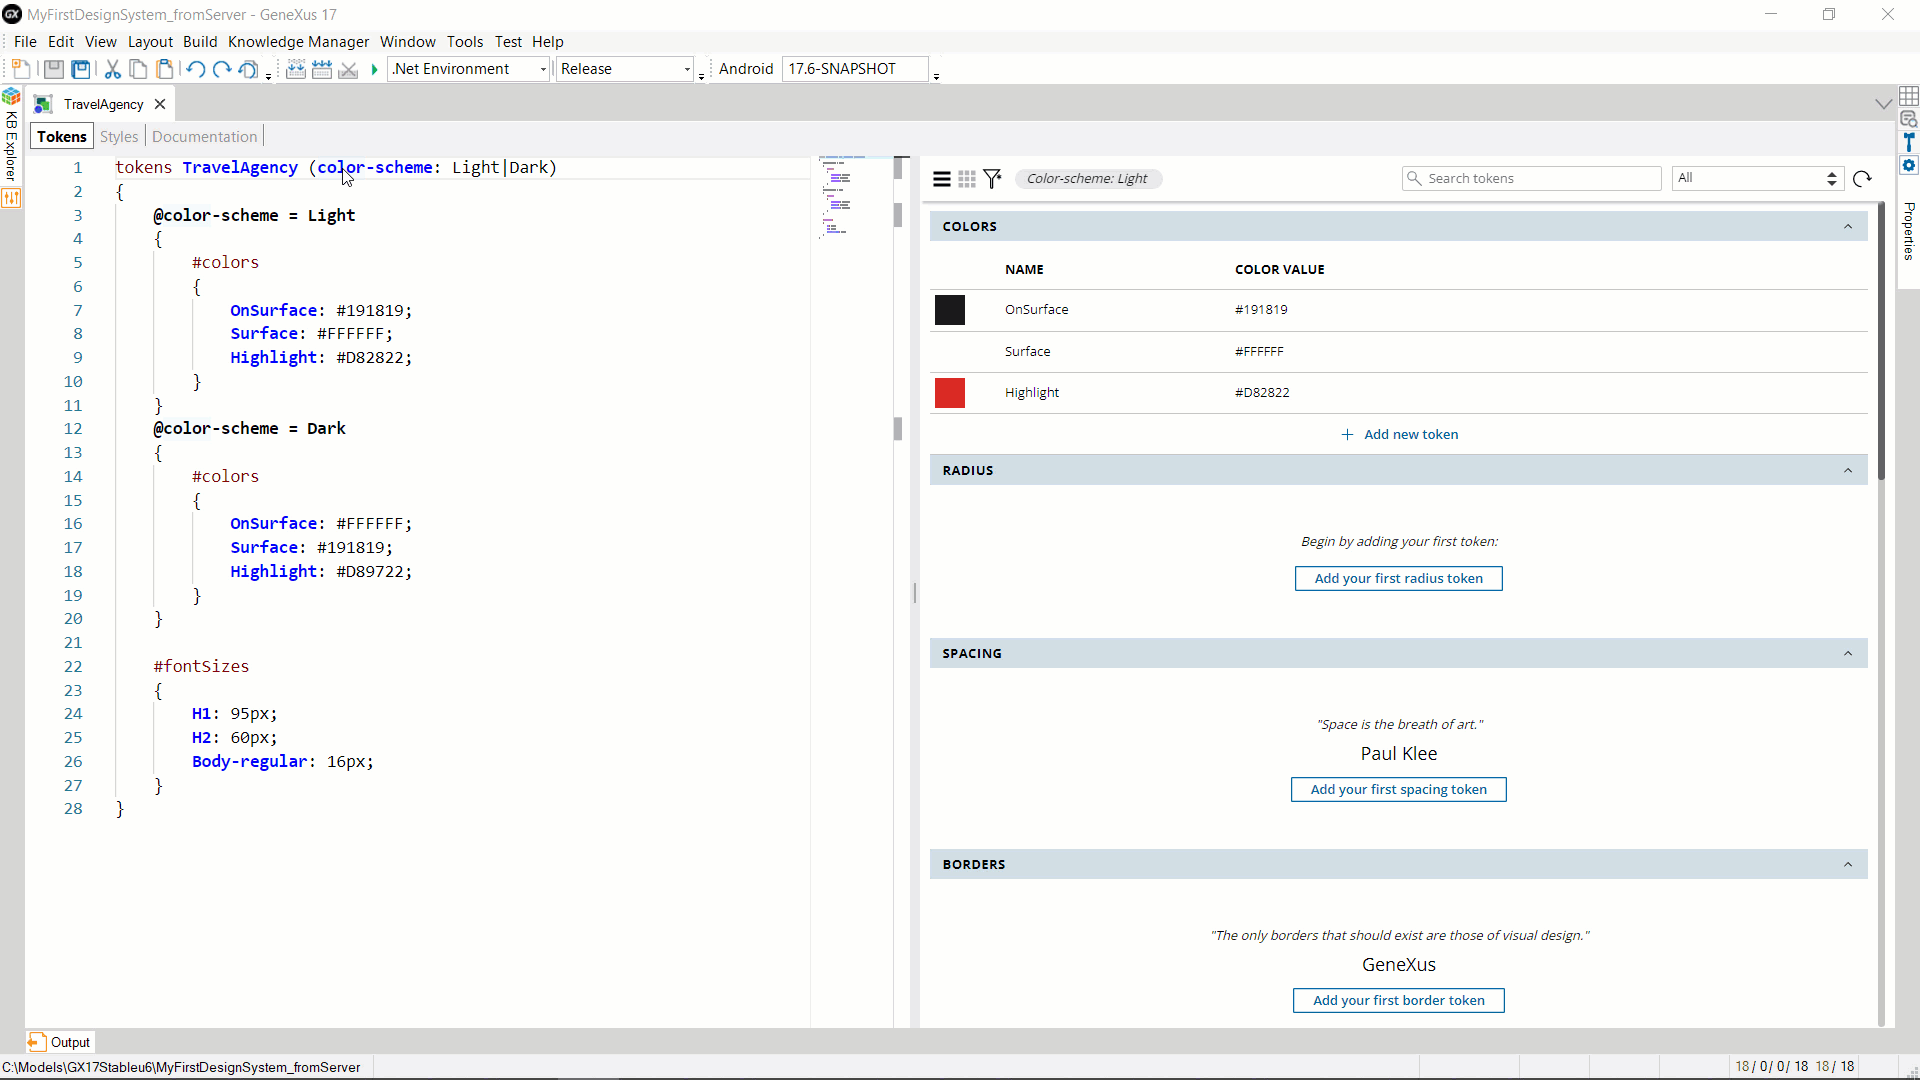 MyFirstDesignSystem_fromServer - GeneXus 17
File Edit View Layout Build Knowledge Manager Window Tools Test Help
.Net Environment Release Android 17.6-SNAPSHOT
TravelAgency
KB Explorer
Tokens Styles Documentation
1 tokens TravelAgency (color-scheme: Light|Dark)
2 {
3 @color-scheme = Light
4 {
5 #colors
6 {
7 OnSurface: #191819;
8 Surface: #FFFFFF;
9 Highlight: #D82822;
10 }
11 }
12 @color-scheme = Dark
13 {
14 #colors
15 {
16 OnSurface: #FFFFFF;
17 Surface: #191819;
18 Highlight: #D89722;
19 }
20 }
21
22 #fontSizes
23 {
24 H1: 95px;
25 H2: 60px;
26 Body-regular: 16px;
27 }
28 }
Color-scheme: Light
Search tokens
All
COLORS
NAME COLOR VALUE
OnSurface #191819
Surface #FFFFFF
Highlight #D82822
+ Add new token
RADIUS
Begin by adding your first token:
Add your first radius token
SPACING
"Space is the breath of art."
Paul Klee
Add your first spacing token
BORDERS
"The only borders that should exist are those of visual design."
GeneXus
Add your first border token
Properties
Output
C:\Models\GX17Stableu6\MyFirstDesignSystem_fromServer
18/ 0/ 0/ 18 18/ 18